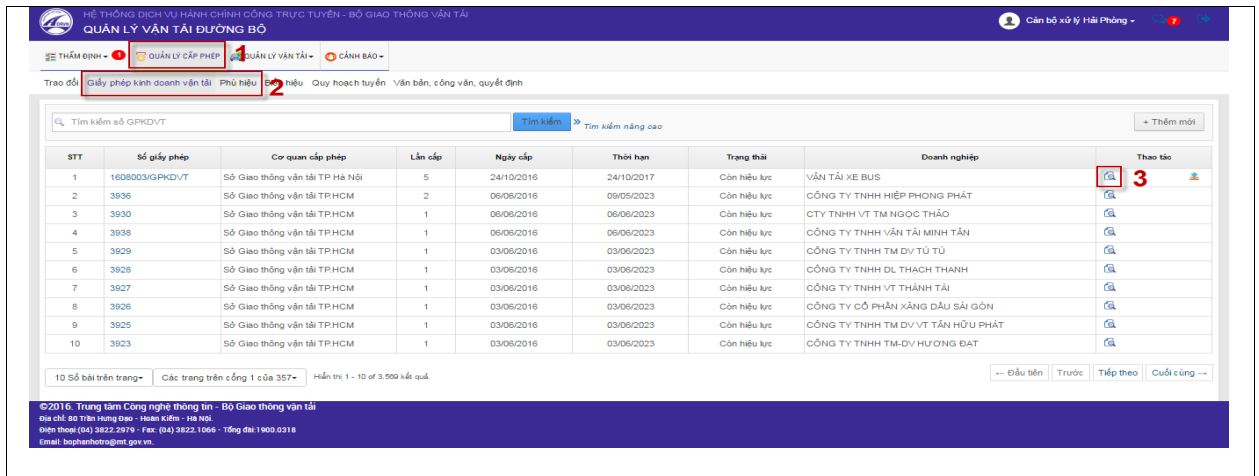 HỆ THỐNG DỊCH VỤ HÀNH CHÍNH CÔNG TRỰC TUYẾN - BỘ GIAO THÔNG VẬN TẢI
QUẢN LÝ VẬN TẢI ĐƯỜNG BỘ
Cán bộ xử lý Hải Phòng
7
THẨM ĐỊNH 1 QUẢN LÝ CẤP PHÉP 1 QUẢN LÝ VẬN TẢI CẢNH BÁO
Trao đổi Giấy phép kinh doanh vận tải Phù hiệu 2 hiệu Quy hoạch tuyến Văn bản, công văn, quyết định
Tìm kiếm số GPKDVT Tìm kiếm » Tìm kiếm nâng cao + Thêm mới
STT Số giấy phép Cơ quan cấp phép Lần cấp Ngày cấp Thời hạn Trạng thái Doanh nghiệp Thao tác
1 1608003/GPKDVT Sở Giao thông vận tải TP Hà Nội 5 24/10/2016 24/10/2017 Còn hiệu lực VẬN TẢI XE BUS 3
2 3936 Sở Giao thông vận tải TP.HCM 2 06/06/2016 09/05/2023 Còn hiệu lực CÔNG TY TNHH HIỆP PHONG PHÁT
3 3930 Sở Giao thông vận tải TP.HCM 1 06/06/2016 06/06/2023 Còn hiệu lực CTY TNHH VT TM NGỌC THẢO
4 3938 Sở Giao thông vận tải TP.HCM 1 06/06/2016 06/06/2023 Còn hiệu lực CÔNG TY TNHH VẬN TẢI MINH TÂN
5 3929 Sở Giao thông vận tải TP.HCM 1 03/06/2016 03/06/2023 Còn hiệu lực CÔNG TY TNHH TM DV TÚ TÚ
6 3928 Sở Giao thông vận tải TP.HCM 1 03/06/2016 03/06/2023 Còn hiệu lực CÔNG TY TNHH DL THACH THANH
7 3927 Sở Giao thông vận tải TP.HCM 1 03/06/2016 03/06/2023 Còn hiệu lực CÔNG TY TNHH VT THÀNH TÀI
8 3926 Sở Giao thông vận tải TP.HCM 1 03/06/2016 03/06/2023 Còn hiệu lực CÔNG TY CỔ PHẦN XĂNG DẦU SÀI GÒN
9 3925 Sở Giao thông vận tải TP.HCM 1 03/06/2016 03/06/2023 Còn hiệu lực CÔNG TY TNHH TM DV VT TÂN HỮU PHÁT
10 3923 Sở Giao thông vận tải TP.HCM 1 03/06/2016 03/06/2023 Còn hiệu lực CÔNG TY TNHH TM-DV HƯƠNG ĐẠT
10 Số bài trên trang Các trang trên cổng 1 của 357 Hiển thị 1 - 10 of 3.569 kết quả. ← Đầu tiên Trước Tiếp theo Cuối cùng →
©2016. Trung tâm Công nghệ thông tin - Bộ Giao thông vận tải
Địa chỉ: 80 Trần Hưng Đạo - Hoàn Kiếm - Hà Nội.
Điện thoại:(04) 3822.2979 - Fax: (04) 3822.1066 - Tổng đài:1900.0318
Email: bophanhotro@mt.gov.vn.